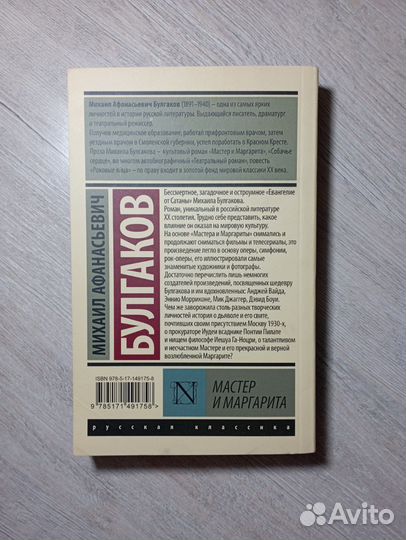 Михаил Афанасьевич Булгаков (1891–1940) – одна из самых ярких
личностей в истории русской литературы. Выдающийся писатель, драматург
и театральный режиссер.
Получив медицинское образование, работал прифронтовым врачом, затем
уездным врачом в Смоленской губернии, успел поработать в Красном Кресте.
Проза Михаила Булгакова – культовый роман «Мастер и Маргарита», «Собачье
сердце», во многом автобиографичный «Театральный роман», повесть
«Роковые яйца» – по праву входит в золотой фонд мировой классики XX века.
МИХАИЛ АФАНАСЬЕВИЧ
БУЛГАКОВ
Бессмертное, загадочное и остроумное «Евангелие
от Сатаны» Михаила Булгакова.
Роман, уникальный в российской литературе
XX столетия. Трудно себе представить, какое
влияние он оказал на мировую культуру.
На основе «Мастера и Маргариты» снимались и
продолжают сниматься фильмы и телесериалы, это
произведение легло в основу оперы, симфонии,
рок-оперы, его иллюстрировали самые
знаменитые художники и фотографы.
Достаточно перечислить лишь немногих
создателей произведений, посвященных шедевру
Булгакова и им вдохновленных: Анджей Вайда,
Эннио Морриконе, Мик Джаггер, Дэвид Боуи.
Чем же заворожила столь разных творческих
личностей история о дьяволе и его свите,
почтивших своим присутствием Москву 1930-х,
о прокураторе Иудеи всаднике Понтии Пилате
и нищем философе Иешуа Га-Ноцри, о талантливом
и несчастном Мастере и его прекрасной и верной
возлюбленной Маргарите?
ISBN 978-5-17-149175-8
9 785171 491758 >
N
МАСТЕР
И МАРГАРИТА
русская классика
Avito